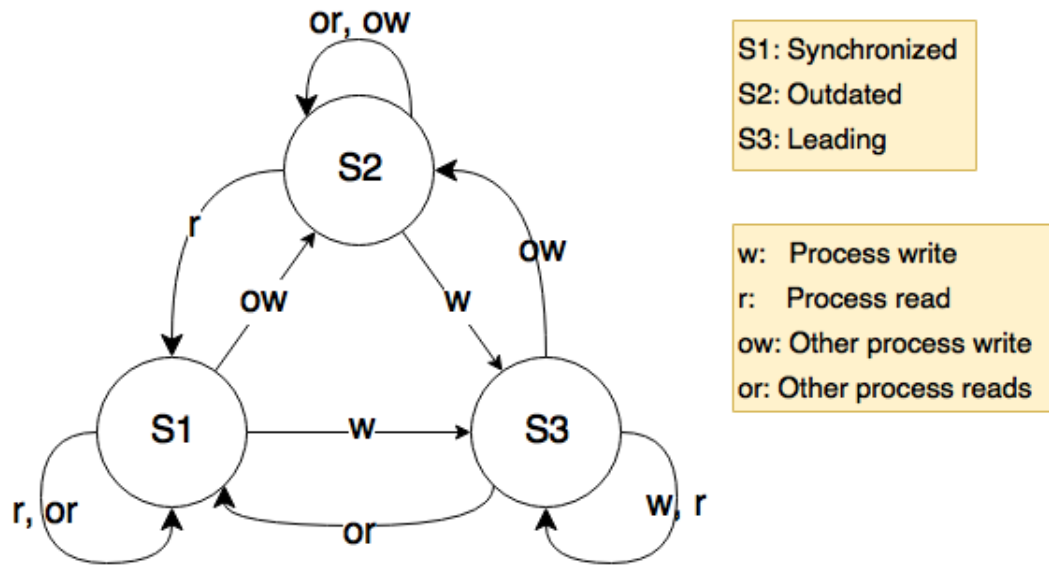 or, ow
S1: Synchronized
S2: Outdated
S3: Leading
S2
r
ow
ow
w
w: Process write
r: Process read
ow: Other process write
or: Other process reads
S1
w
S3
r, or
or
w, r